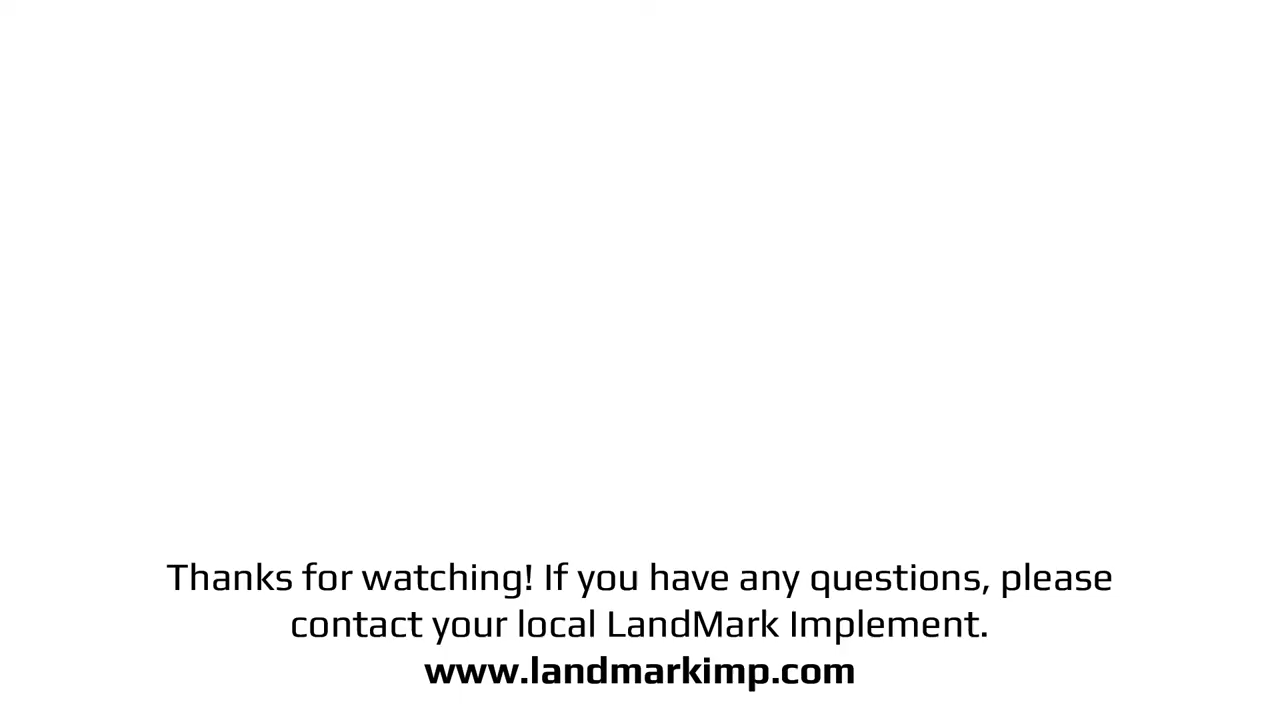 Thanks for watching! If you have any questions, please
contact your local LandMark Implement.
www.landmarkimp.com